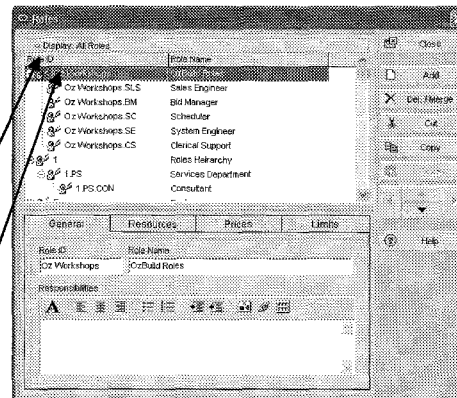 Roles
Display: All Roles
Role ID Role Name
Oz Workshops.SLS Sales Engineer
Oz Workshops.BM Bid Manager
Oz Workshops.SC Scheduler
Oz Workshops.SE System Engineer
Oz Workshops.CS Clerical Support
1 Roles Heirarchy
1.PS Services Department
1.PS.CON Consultant
Close
Add
Cut
Copy
Help
General Resources Prices Limits
Role ID Role Name
Oz Workshops OzBuild Roles
Responsibilities
A